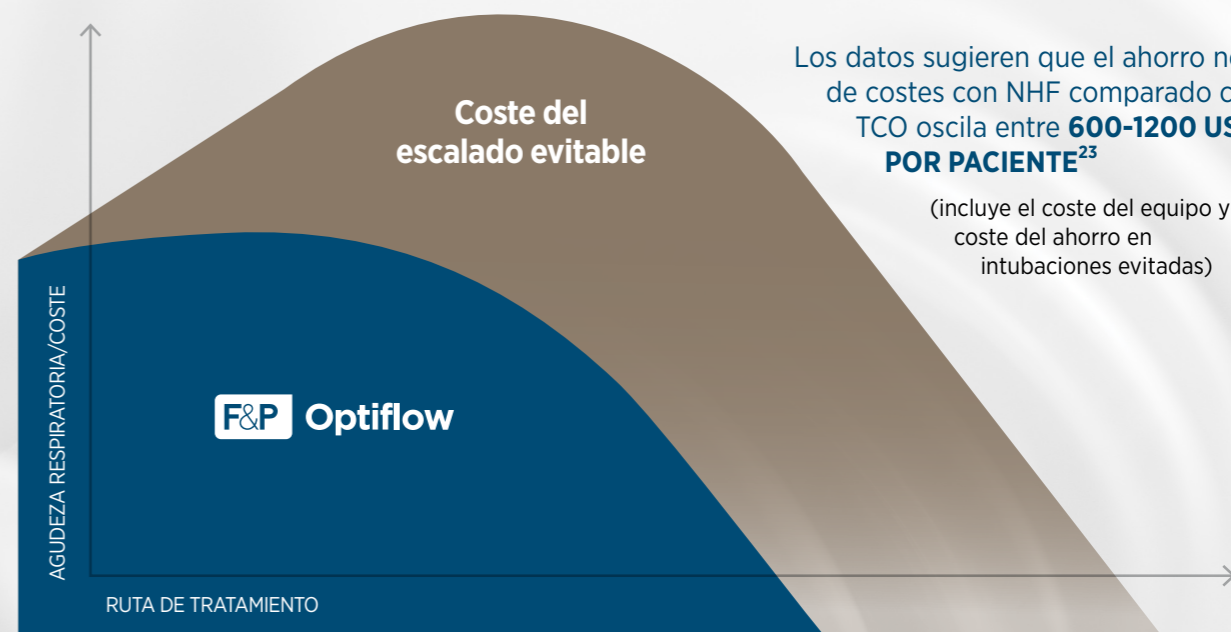 Los datos sugieren que el ahorro
de costes con NHF comparado
TCO oscila entre 600-1200
POR PACIENTE23
(incluye el coste del equipo y
coste del ahorro en
intubaciones evitadas)
Coste del
escalado evitable
F&P Optiflow
AGUDEZA RESPIRATORIA/COSTE
RUTA DE TRATAMIENTO